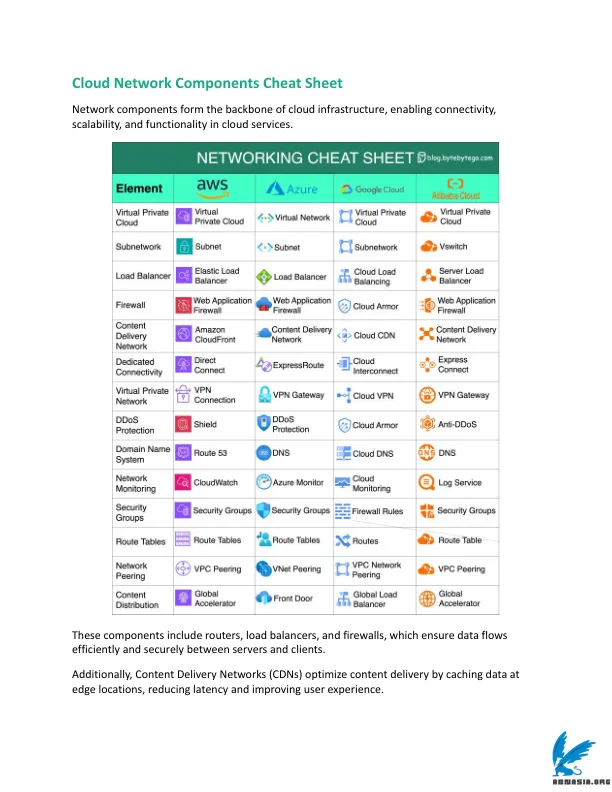 Cloud Network Components Cheat Sheet
Network components form the backbone of cloud infrastructure, enabling connectivity,
scalability, and functionality in cloud services.
NETWORKING CHEAT SHEET blog.bytebytego.com
Element aws Azure Google Cloud Alibaba Cloud
Virtual Private Cloud Virtual Private Cloud Virtual Network Virtual Private Cloud Virtual Private Cloud
Subnetwork Subnet Subnet Subnetwork Vswitch
Load Balancer Elastic Load Balancer Load Balancer Cloud Load Balancing Server Load Balancer
Firewall Web Application Firewall Web Application Firewall Cloud Armor Web Application Firewall
Content Delivery Network Amazon CloudFront Content Delivery Network Cloud CDN Content Delivery Network
Dedicated Connectivity Direct Connect ExpressRoute Cloud Interconnect Express Connect
Virtual Private Network VPN Connection VPN Gateway Cloud VPN VPN Gateway
DDoS Protection Shield DDoS Protection Cloud Armor Anti-DDoS
Domain Name System Route 53 DNS Cloud DNS DNS DNS
Network Monitoring CloudWatch Azure Monitor Cloud Monitoring Log Service
Security Groups Security Groups Security Groups Firewall Rules Security Groups
Route Tables Route Tables Route Tables Routes Route Table
Network Peering VPC Peering VNet Peering VPC Network Peering VPC Peering
Content Distribution Global Accelerator Front Door Global Load Balancer Global Accelerator
These components include routers, load balancers, and firewalls, which ensure data flows
efficiently and securely between servers and clients.
Additionally, Content Delivery Networks (CDNs) optimize content delivery by caching data at
edge locations, reducing latency and improving user experience.
ABNASIA.ORG